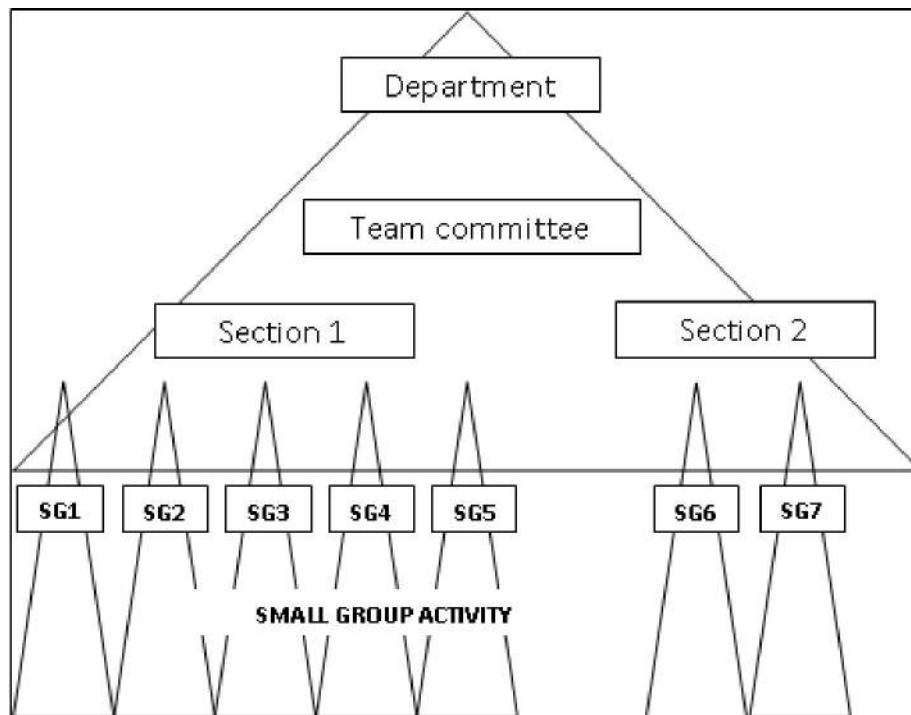 Department
Team committee
Section 1
Section 2
SG1
SG2
SG3
SG4
SG5
SG6
SG7
SMALL GROUP ACTIVITY